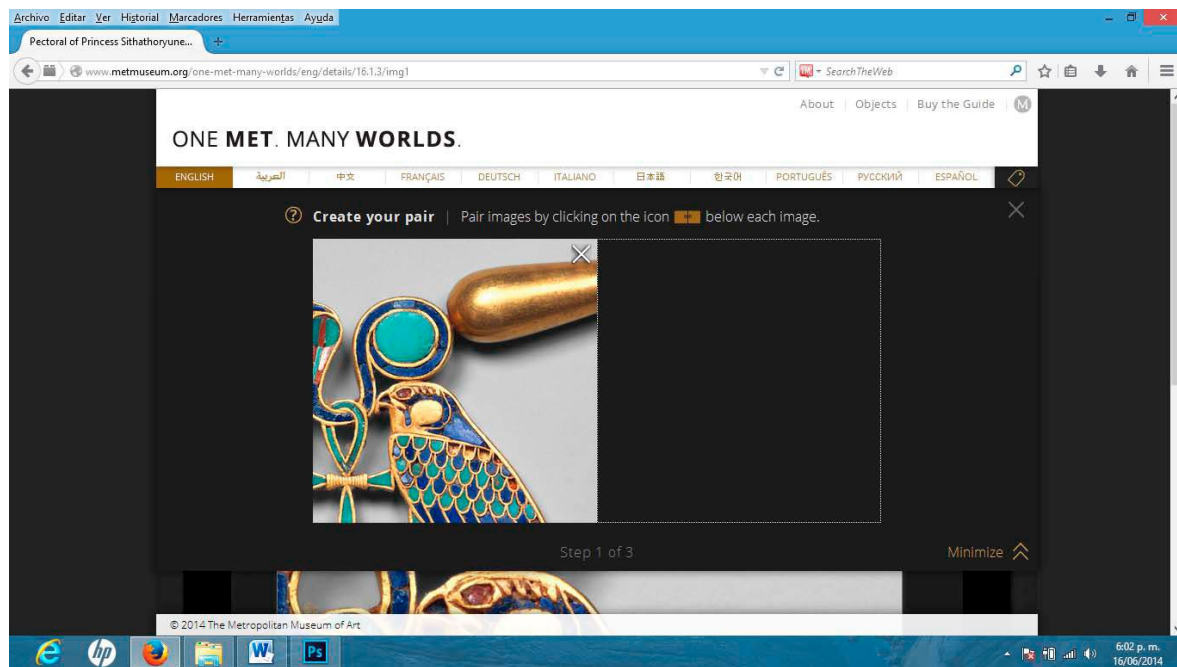 Archivo Editar Ver Historial Marcadores Herramientas Ayuda
Pectoral of Princess Sithathoryune...
www.metmuseum.org/one-met-many-worlds/eng/details/16.1.3/img1
SearchTheWeb
About Objects Buy the Guide M
ONE MET. MANY WORLDS.
ENGLISH العربية 中文 FRANÇAIS DEUTSCH ITALIANO 日本語 한국어 PORTUGUÊS РУССКИЙ ESPAÑOL
? Create your pair | Pair images by clicking on the icon below each image.
Step 1 of 3
Minimize
© 2014 The Metropolitan Museum of Art
hp W Ps
6:02 p. m.
16/06/2014